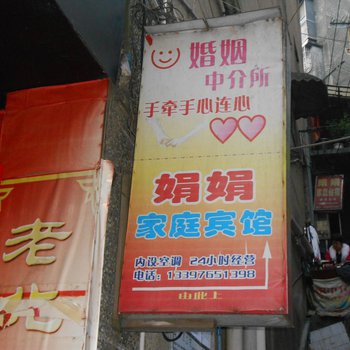 婚姻
中介所
手牵手心连心
娟娟
家庭宾馆
内设空调 24小时经营
电话：13397651398
由此上
老